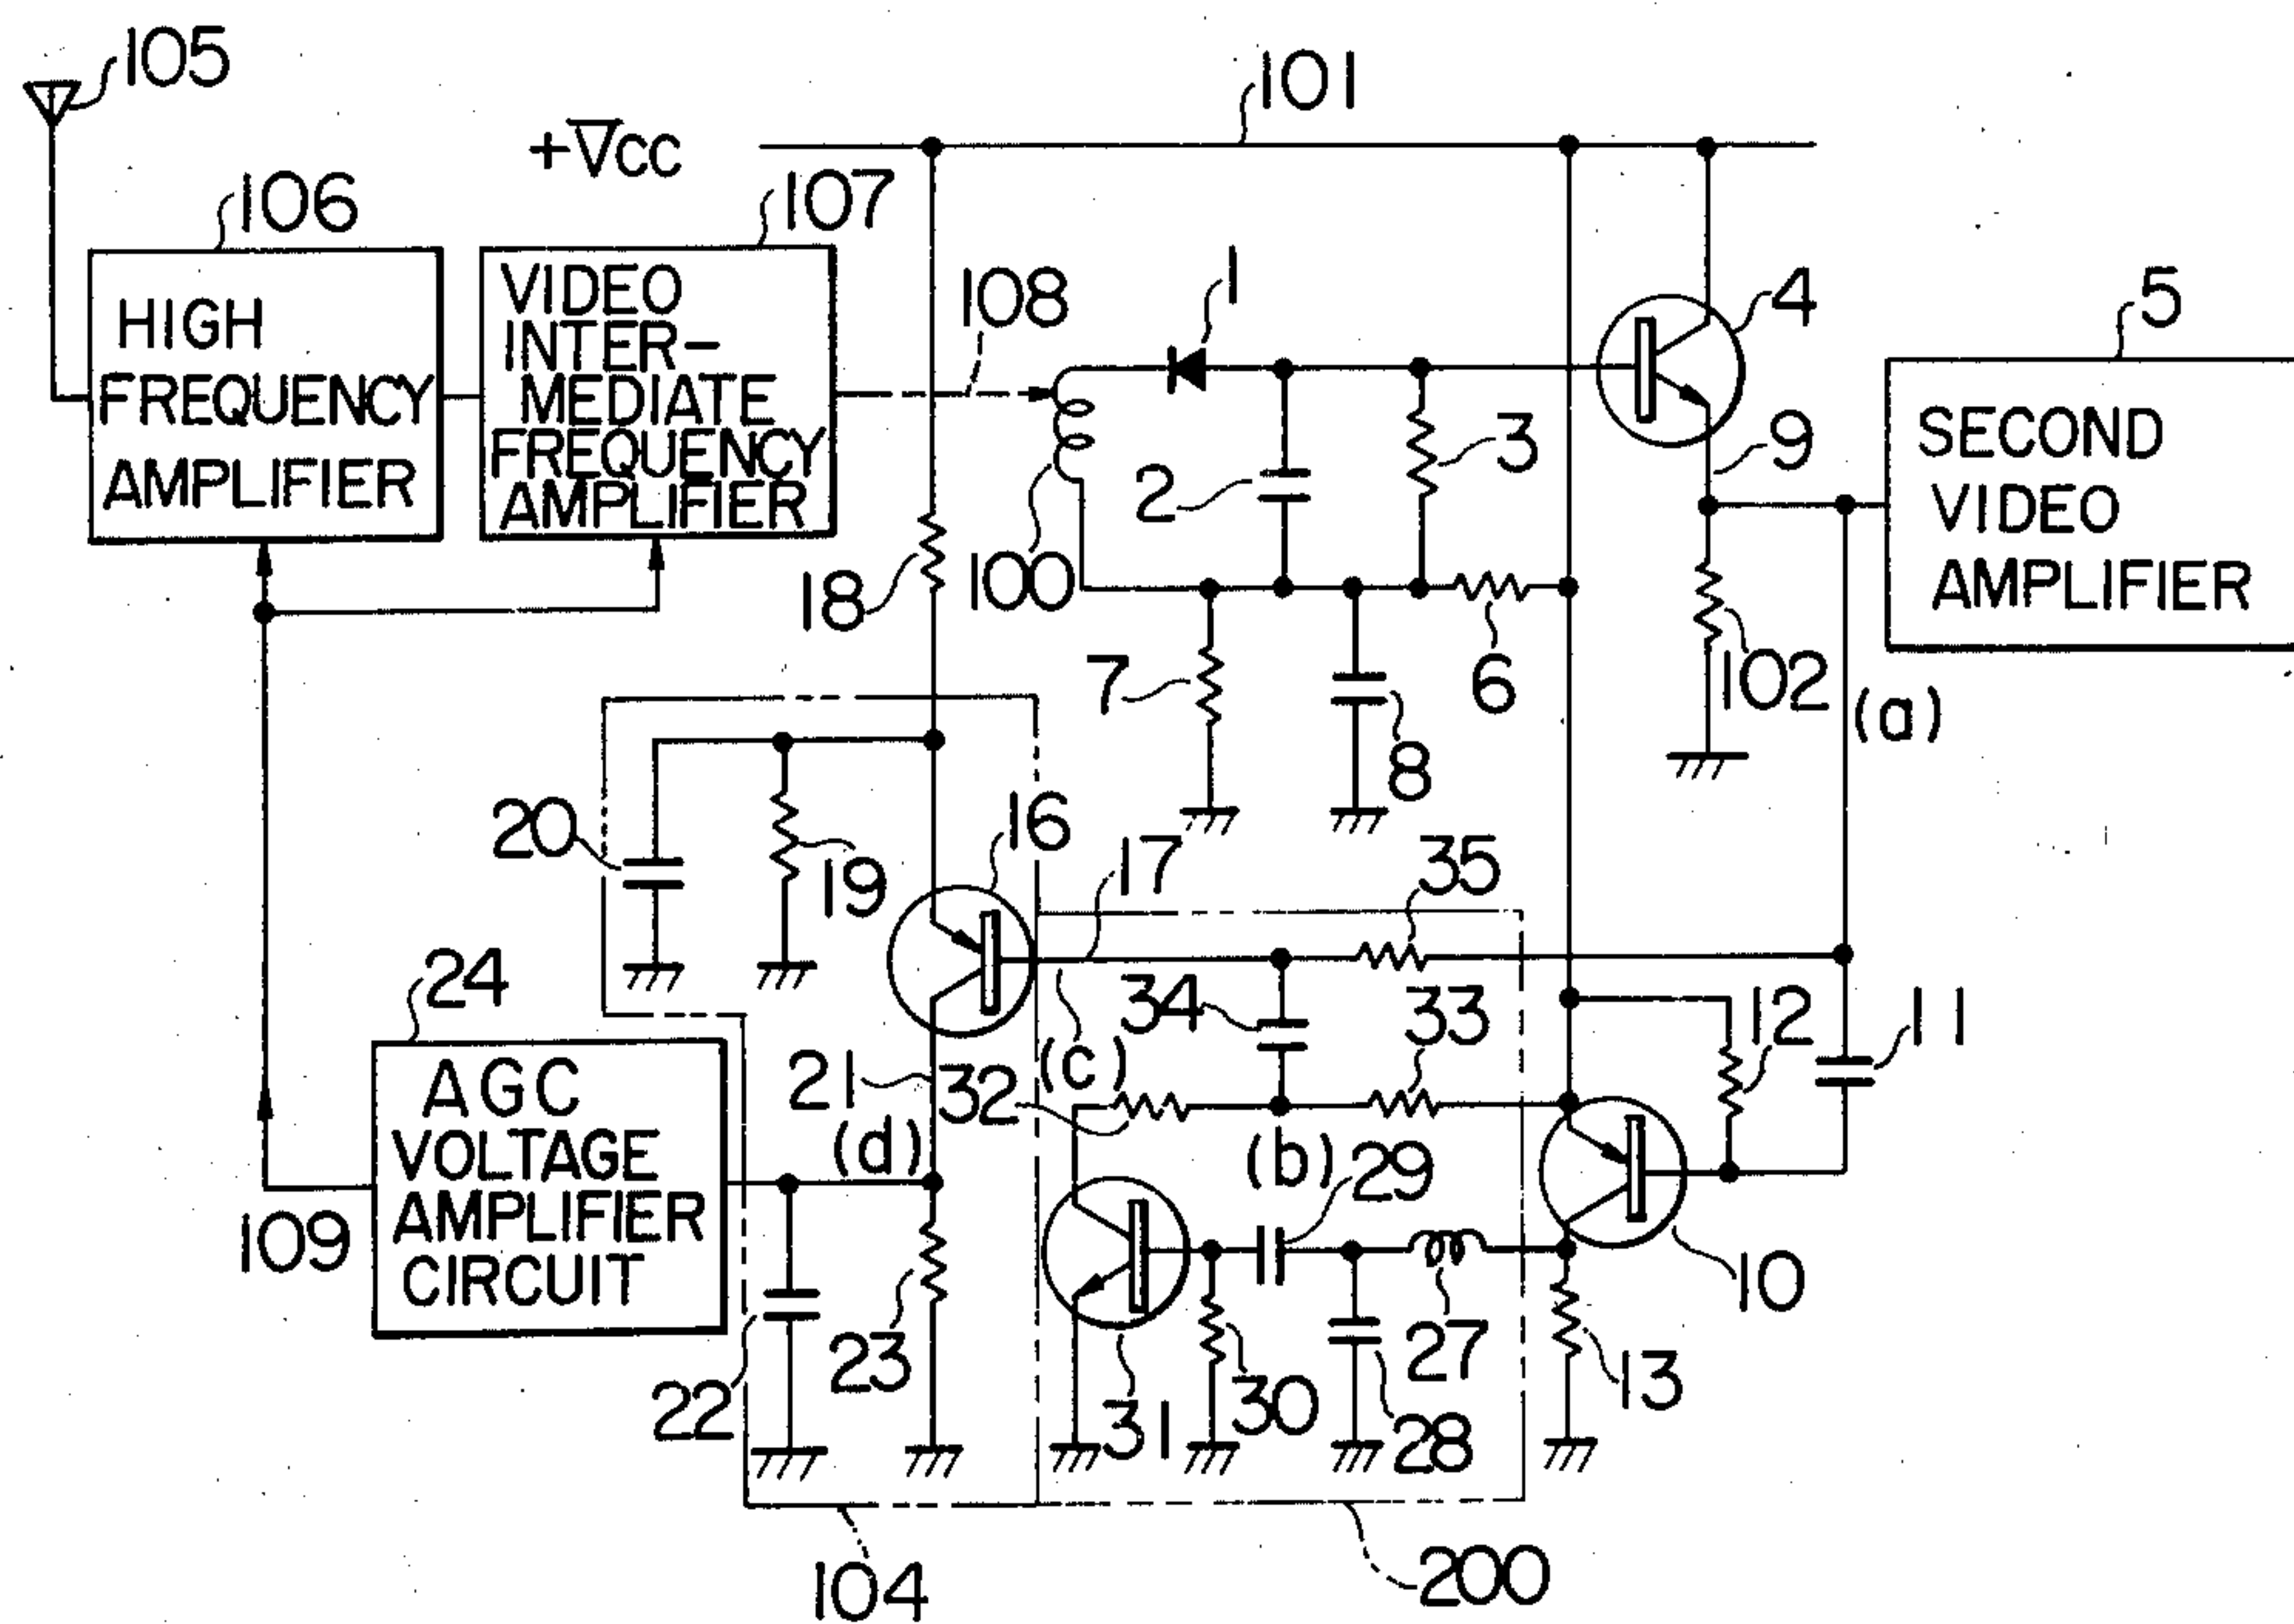 105
101
+Vcc
106
107
HIGH
FREQUENCY
AMPLIFIER
VIDEO
INTER-
MEDIATE
FREQUENCY
AMPLIFIER
108
1
4
5
2
3
9
SECOND
VIDEO
AMPLIFIER
18
100
7
8
6
102
(a)
20
19
16
17
35
24
34
33
12
11
21
32
(c)
(d)
(b)
29
AGC
VOLTAGE
AMPLIFIER
CIRCUIT
109
10
22
23
31
30
28
27
13
104
200